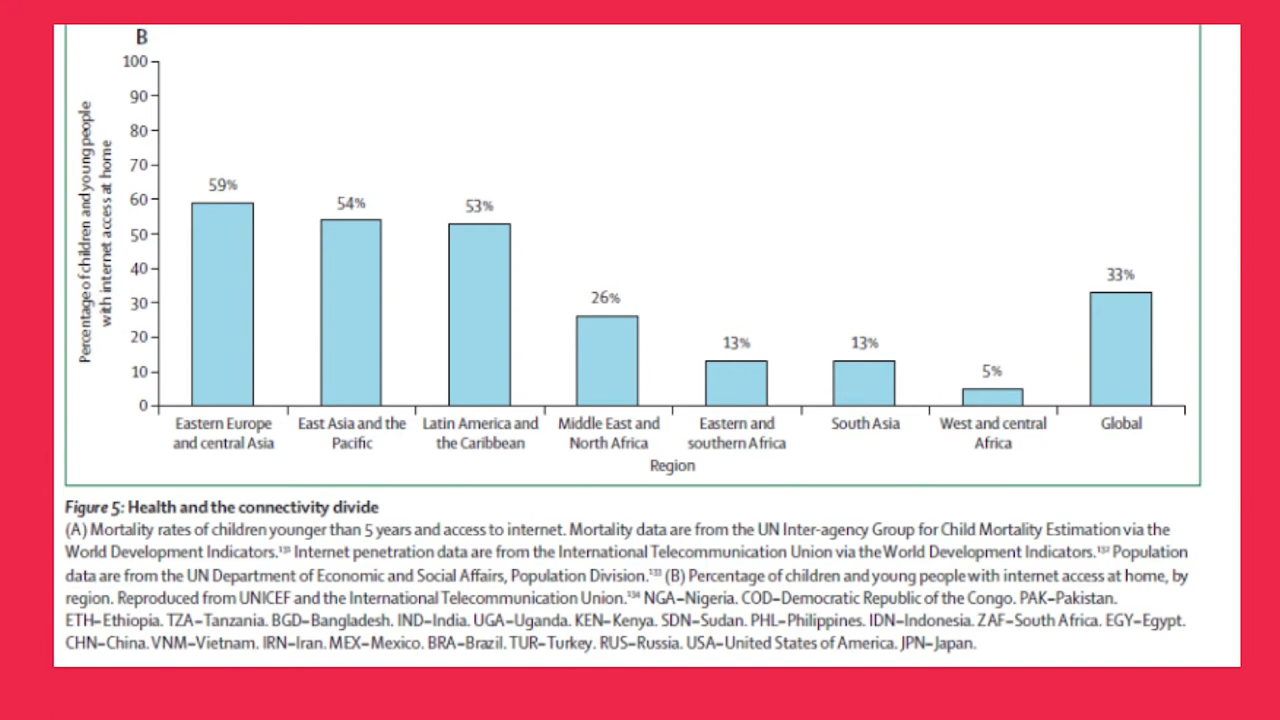 B
Percentage of children and young people
with internet access at home
100
90
80
70
60
50
40
30
20
10
0
59%
54%
53%
26%
13%
13%
5%
33%
Eastern Europe
and central Asia
East Asia and the
Pacific
Latin America and
the Caribbean
Middle East and
North Africa
Eastern and
southern Africa
South Asia
West and central
Africa
Global
Region
Figure 5: Health and the connectivity divide
(A) Mortality rates of children younger than 5 years and access to internet. Mortality data are from the UN Inter-agency Group for Child Mortality Estimation via the
World Development Indicators.¹³¹ Internet penetration data are from the International Telecommunication Union via the World Development Indicators.¹³² Population
data are from the UN Department of Economic and Social Affairs, Population Division.¹³³ (B) Percentage of children and young people with internet access at home, by
region. Reproduced from UNICEF and the International Telecommunication Union.¹³⁴ NGA=Nigeria. COD=Democratic Republic of the Congo. PAK=Pakistan.
ETH=Ethiopia. TZA=Tanzania. BGD=Bangladesh. IND=India. UGA=Uganda. KEN=Kenya. SDN=Sudan. PHL=Philippines. IDN=Indonesia. ZAF=South Africa. EGY=Egypt.
CHN=China. VNM=Vietnam. IRN=Iran. MEX=Mexico. BRA=Brazil. TUR=Turkey. RUS=Russia. USA=United States of America. JPN=Japan.